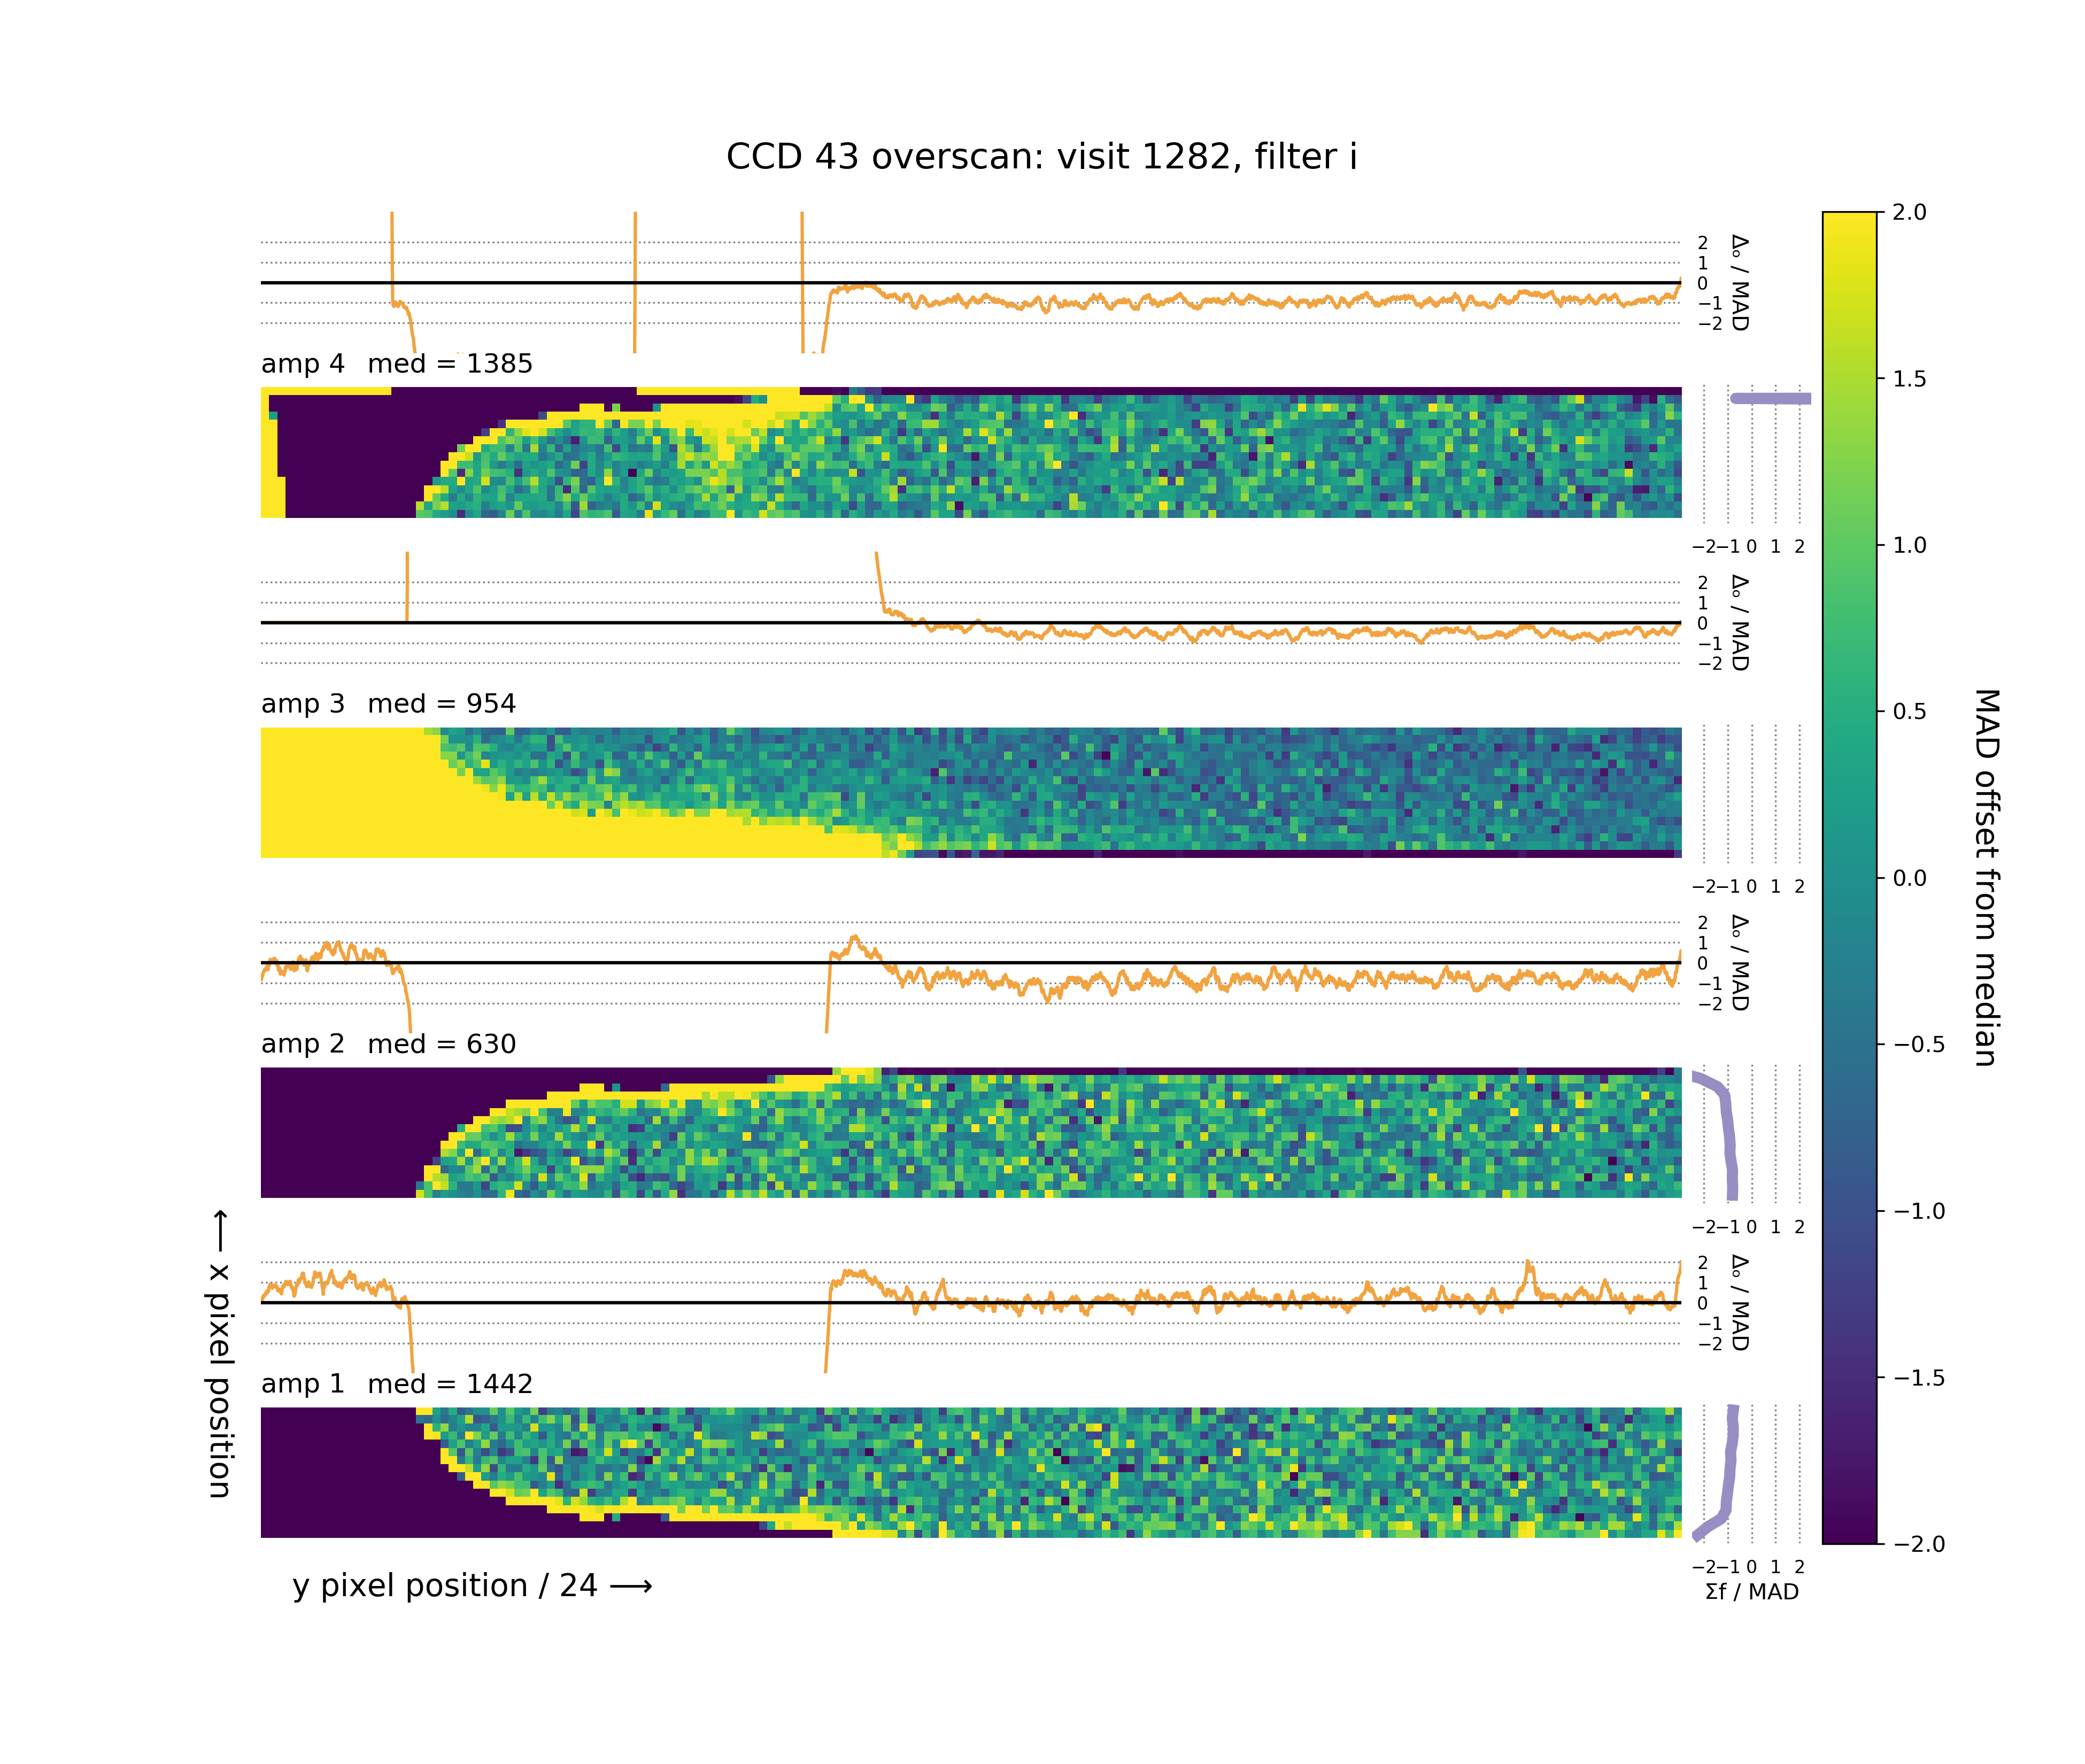 CCD 43 overscan: visit 1282, filter i
2
1
0
−1
−2
Δₒ / MAD
amp 4 med = 1385
−2 −1 0 1 2
2
1
0
−1
−2
Δₒ / MAD
amp 3 med = 954
−2 −1 0 1 2
2
1
0
−1
−2
Δₒ / MAD
amp 2 med = 630
−2 −1 0 1 2
2
1
0
−1
−2
Δₒ / MAD
amp 1 med = 1442
−2 −1 0 1 2
Σf / MAD
y pixel position / 24 ⟶
⟵ x pixel position
2.0
1.5
1.0
0.5
0.0
−0.5
−1.0
−1.5
−2.0
MAD offset from median